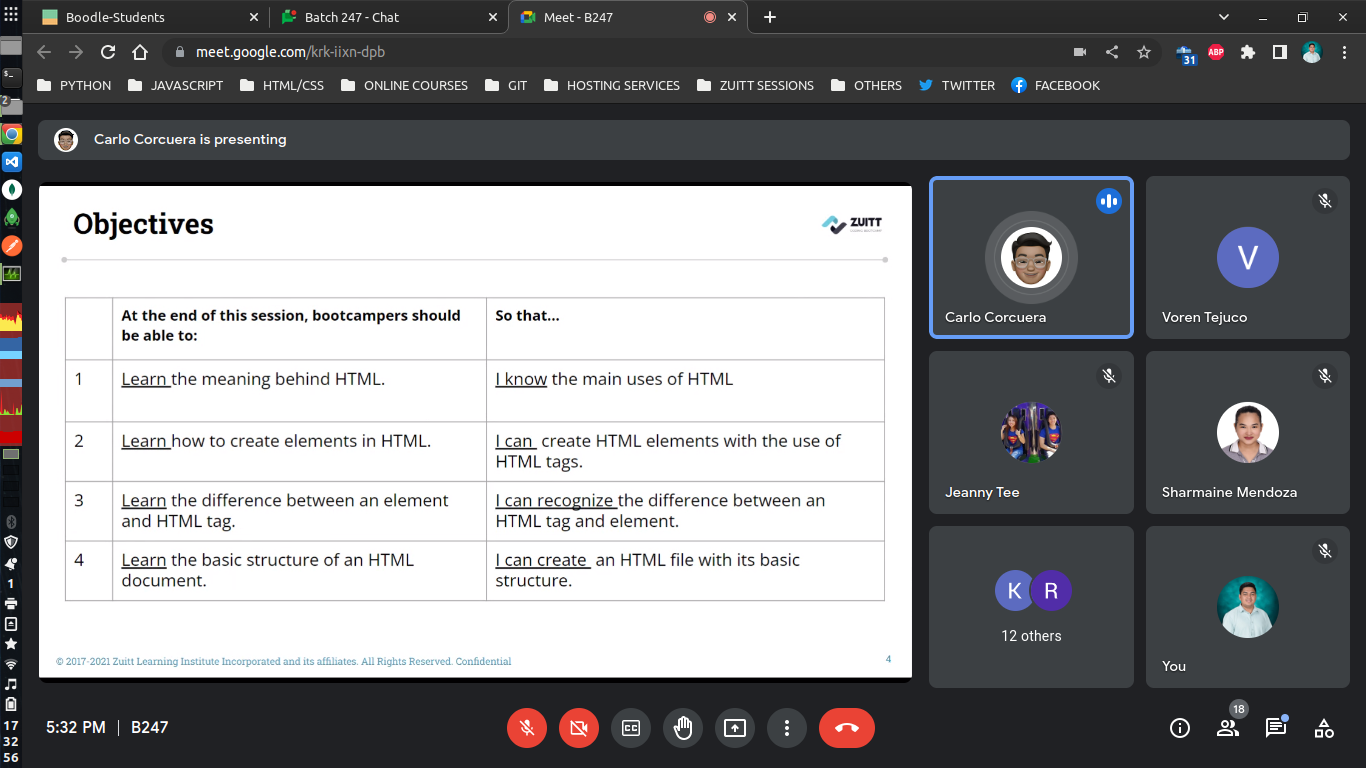 Boodle-Students
Batch 247 - Chat
Meet - B247
meet.google.com/krk-iixn-dpb
31
ABP
PYTHON
JAVASCRIPT
HTML/CSS
ONLINE COURSES
GIT
HOSTING SERVICES
ZUITT SESSIONS
OTHERS
TWITTER
FACEBOOK
Carlo Corcuera is presenting
Objectives
ZUITT
At the end of this session, bootcampers should
be able to:
So that...
1
Learn the meaning behind HTML.
I know the main uses of HTML
2
Learn how to create elements in HTML.
I can create HTML elements with the use of
HTML tags.
3
Learn the difference between an element
and HTML tag.
I can recognize the difference between an
HTML tag and element.
4
Learn the basic structure of an HTML
document.
I can create an HTML file with its basic
structure.
© 2017-2021 Zuitt Learning Institute Incorporated and its affiliates. All Rights Reserved. Confidential
4
Carlo Corcuera
V
Voren Tejuco
Jeanny Tee
Sharmaine Mendoza
K
R
12 others
You
5:32 PM
B247
CC
18
2
1
17
32
56